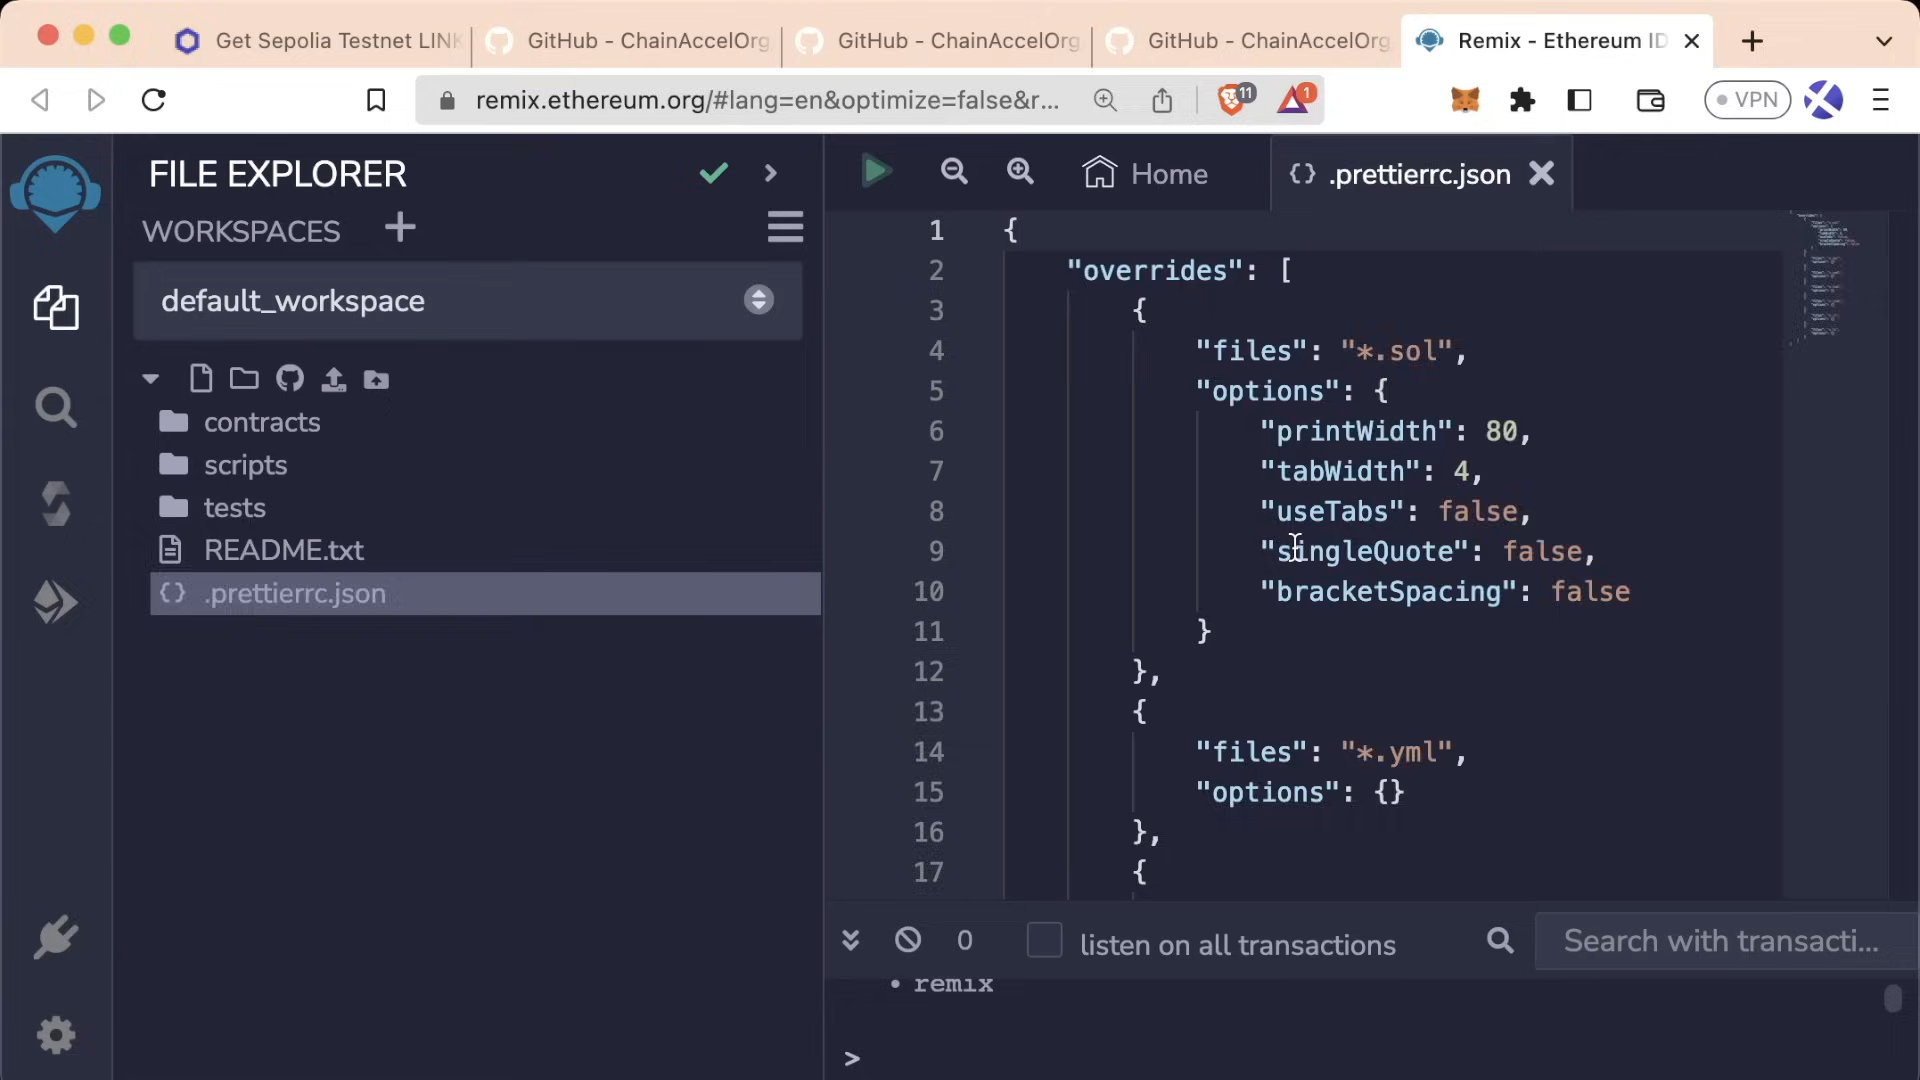 Get Sepolia Testnet LINK
GitHub - ChainAccelOrg
GitHub - ChainAccelOrg
GitHub - ChainAccelOrg
Remix - Ethereum ID
remix.ethereum.org/#lang=en&optimize=false&r...
11
1
VPN
FILE EXPLORER
WORKSPACES
default_workspace
contracts
scripts
tests
README.txt
{} .prettierrc.json
Home
{} .prettierrc.json
1 {
2 "overrides": [
3 {
4 "files": "*.sol",
5 "options": {
6 "printWidth": 80,
7 "tabWidth": 4,
8 "useTabs": false,
9 "singleQuote": false,
10 "bracketSpacing": false
11 }
12 },
13 {
14 "files": "*.yml",
15 "options": {}
16 },
17 {
0
listen on all transactions
Search with transacti...
• remix
>